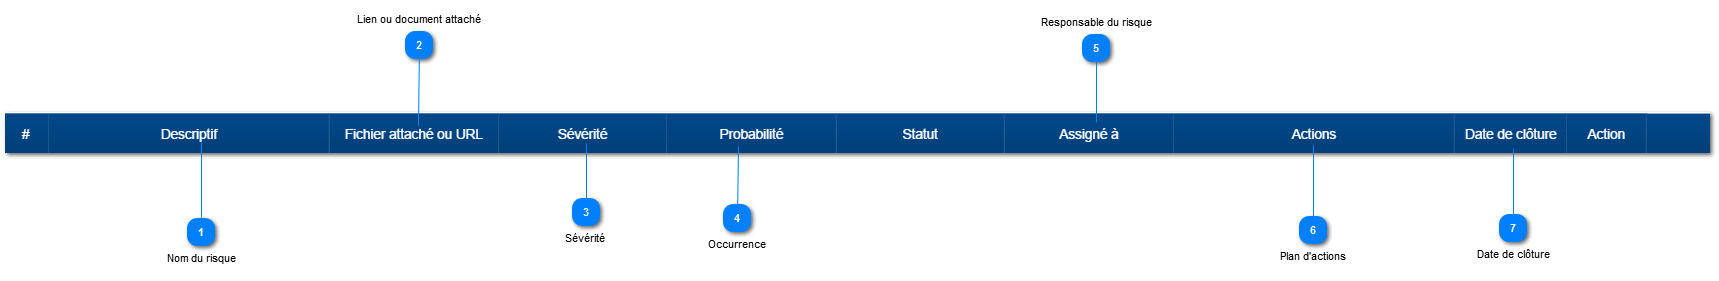 Lien ou document attaché
Responsable du risque
2
5
# Descriptif Fichier attaché ou URL Sévérité Probabilité Statut Assigné à Actions Date de clôture Action
1
3
4
6
7
Nom du risque
Sévérité
Occurrence
Plan d'actions
Date de clôture